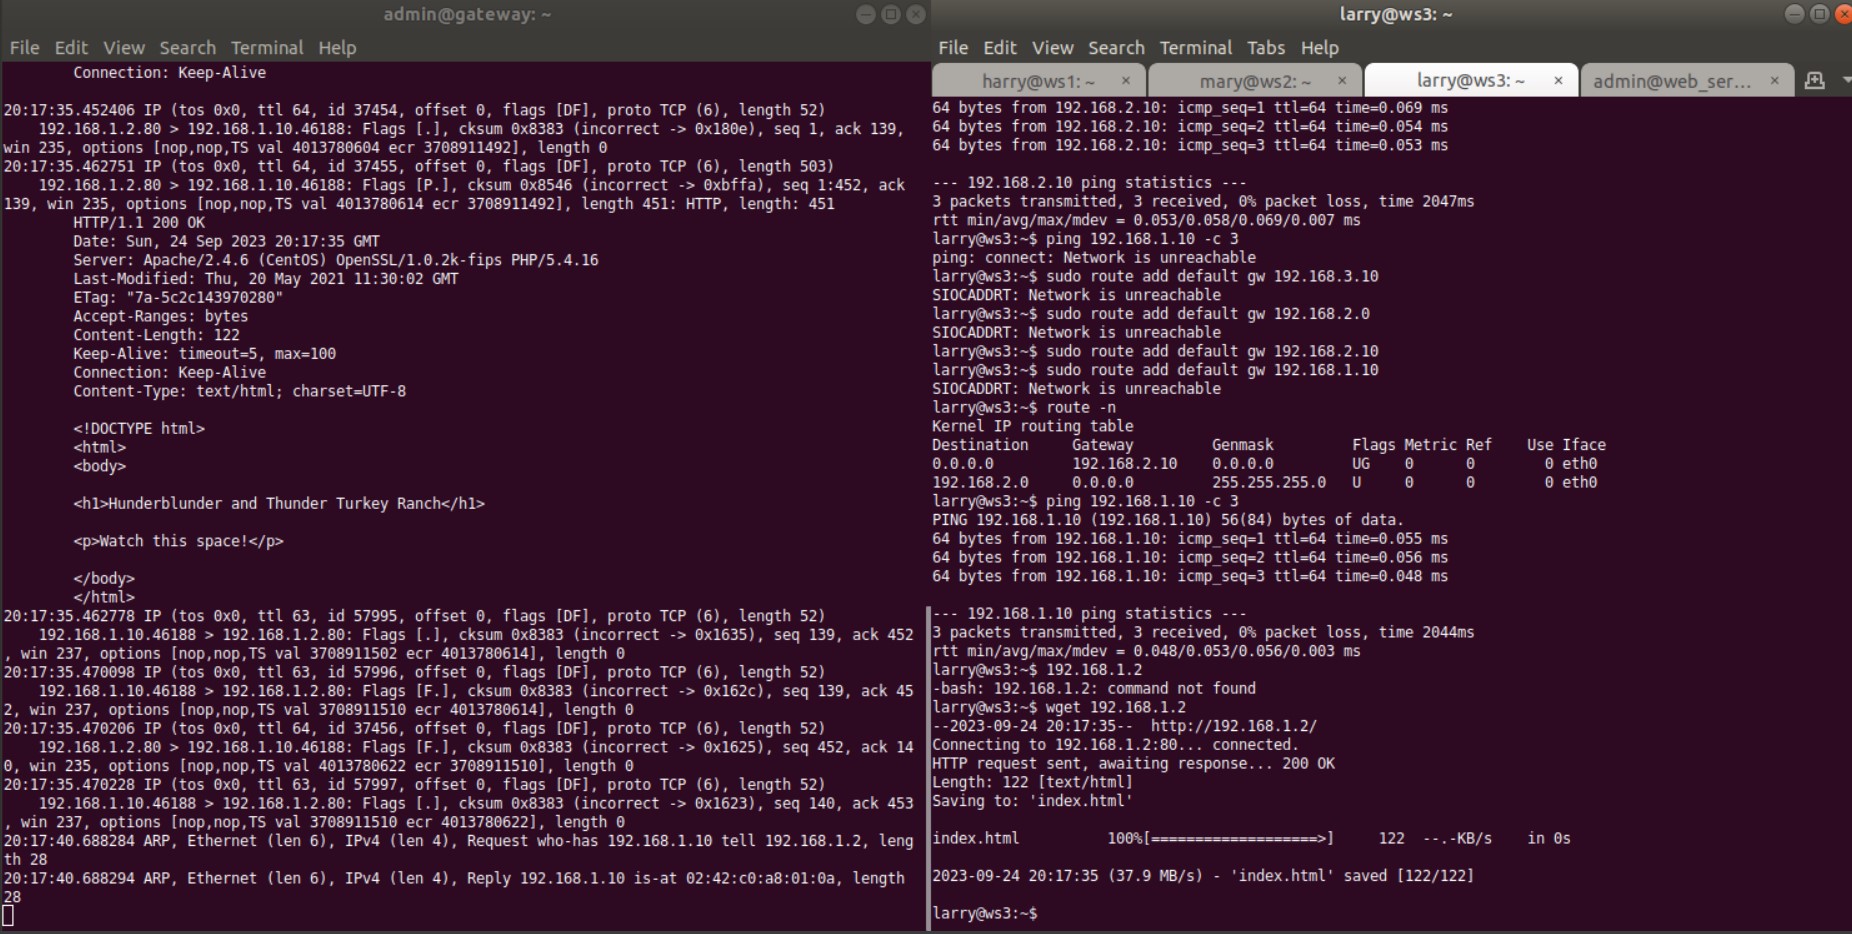 admin@gateway: ~
File Edit View Search Terminal Help
Connection: Keep-Alive
20:17:35.452406 IP (tos 0x0, ttl 64, id 37454, offset 0, flags [DF], proto TCP (6), length 52)
192.168.1.2.80 > 192.168.1.10.46188: Flags [.], cksum 0x8383 (incorrect -> 0x180e), seq 1, ack 139,
win 235, options [nop,nop,TS val 4013780604 ecr 3708911492], length 0
20:17:35.462751 IP (tos 0x0, ttl 64, id 37455, offset 0, flags [DF], proto TCP (6), length 503)
192.168.1.2.80 > 192.168.1.10.46188: Flags [P.], cksum 0x8546 (incorrect -> 0xbffa), seq 1:452, ack
139, win 235, options [nop,nop,TS val 4013780614 ecr 3708911492], length 451: HTTP, length: 451
HTTP/1.1 200 OK
Date: Sun, 24 Sep 2023 20:17:35 GMT
Server: Apache/2.4.6 (CentOS) OpenSSL/1.0.2k-fips PHP/5.4.16
Last-Modified: Thu, 20 May 2021 11:30:02 GMT
ETag: "7a-5c2c143970280"
Accept-Ranges: bytes
Content-Length: 122
Keep-Alive: timeout=5, max=100
Connection: Keep-Alive
Content-Type: text/html; charset=UTF-8
<!DOCTYPE html>
<html>
<body>
<h1>Hunderblunder and Thunder Turkey Ranch</h1>
<p>Watch this space!</p>
</body>
</html>
20:17:35.462778 IP (tos 0x0, ttl 63, id 57995, offset 0, flags [DF], proto TCP (6), length 52)
192.168.1.10.46188 > 192.168.1.2.80: Flags [.], cksum 0x8383 (incorrect -> 0x1635), seq 139, ack 452
, win 237, options [nop,nop,TS val 3708911502 ecr 4013780614], length 0
20:17:35.470098 IP (tos 0x0, ttl 63, id 57996, offset 0, flags [DF], proto TCP (6), length 52)
192.168.1.10.46188 > 192.168.1.2.80: Flags [F.], cksum 0x8383 (incorrect -> 0x162c), seq 139, ack 45
2, win 237, options [nop,nop,TS val 3708911510 ecr 4013780614], length 0
20:17:35.470206 IP (tos 0x0, ttl 64, id 37456, offset 0, flags [DF], proto TCP (6), length 52)
192.168.1.2.80 > 192.168.1.10.46188: Flags [F.], cksum 0x8383 (incorrect -> 0x1625), seq 452, ack 14
0, win 235, options [nop,nop,TS val 4013780622 ecr 3708911510], length 0
20:17:35.470228 IP (tos 0x0, ttl 63, id 57997, offset 0, flags [DF], proto TCP (6), length 52)
192.168.1.10.46188 > 192.168.1.2.80: Flags [.], cksum 0x8383 (incorrect -> 0x1623), seq 140, ack 453
, win 237, options [nop,nop,TS val 3708911510 ecr 4013780622], length 0
20:17:40.688284 ARP, Ethernet (len 6), IPv4 (len 4), Request who-has 192.168.1.10 tell 192.168.1.2, leng
th 28
20:17:40.688294 ARP, Ethernet (len 6), IPv4 (len 4), Reply 192.168.1.10 is-at 02:42:c0:a8:01:0a, length
28
larry@ws3: ~
File Edit View Search Terminal Tabs Help
harry@ws1: ~ × mary@ws2: ~ × larry@ws3: ~ × admin@web_ser... ×
64 bytes from 192.168.2.10: icmp_seq=1 ttl=64 time=0.069 ms
64 bytes from 192.168.2.10: icmp_seq=2 ttl=64 time=0.054 ms
64 bytes from 192.168.2.10: icmp_seq=3 ttl=64 time=0.053 ms
--- 192.168.2.10 ping statistics ---
3 packets transmitted, 3 received, 0% packet loss, time 2047ms
rtt min/avg/max/mdev = 0.053/0.058/0.069/0.007 ms
larry@ws3:~$ ping 192.168.1.10 -c 3
ping: connect: Network is unreachable
larry@ws3:~$ sudo route add default gw 192.168.3.10
SIOCADDRT: Network is unreachable
larry@ws3:~$ sudo route add default gw 192.168.2.0
SIOCADDRT: Network is unreachable
larry@ws3:~$ sudo route add default gw 192.168.2.10
larry@ws3:~$ sudo route add default gw 192.168.1.10
SIOCADDRT: Network is unreachable
larry@ws3:~$ route -n
Kernel IP routing table
Destination Gateway Genmask Flags Metric Ref Use Iface
0.0.0.0 192.168.2.10 0.0.0.0 UG 0 0 0 eth0
192.168.2.0 0.0.0.0 255.255.255.0 U 0 0 0 eth0
larry@ws3:~$ ping 192.168.1.10 -c 3
PING 192.168.1.10 (192.168.1.10) 56(84) bytes of data.
64 bytes from 192.168.1.10: icmp_seq=1 ttl=64 time=0.055 ms
64 bytes from 192.168.1.10: icmp_seq=2 ttl=64 time=0.056 ms
64 bytes from 192.168.1.10: icmp_seq=3 ttl=64 time=0.048 ms
--- 192.168.1.10 ping statistics ---
3 packets transmitted, 3 received, 0% packet loss, time 2044ms
rtt min/avg/max/mdev = 0.048/0.053/0.056/0.003 ms
larry@ws3:~$ 192.168.1.2
-bash: 192.168.1.2: command not found
larry@ws3:~$ wget 192.168.1.2
--2023-09-24 20:17:35-- http://192.168.1.2/
Connecting to 192.168.1.2:80... connected.
HTTP request sent, awaiting response... 200 OK
Length: 122 [text/html]
Saving to: 'index.html'
index.html 100%[===================>] 122 --.-KB/s in 0s
2023-09-24 20:17:35 (37.9 MB/s) - 'index.html' saved [122/122]
larry@ws3:~$